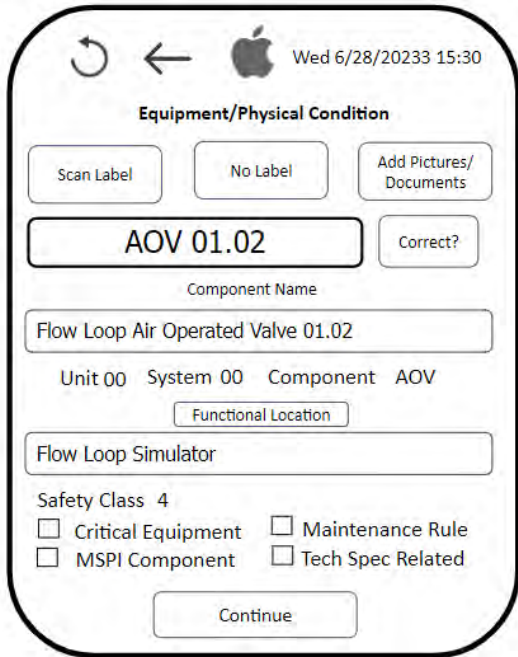 Wed 6/28/20233 15:30
Equipment/Physical Condition
Scan Label
No Label
Add Pictures/
Documents
AOV 01.02
Correct?
Component Name
Flow Loop Air Operated Valve 01.02
Unit 00 System 00 Component AOV
Functional Location
Flow Loop Simulator
Safety Class 4
Critical Equipment Maintenance Rule
MSPI Component Tech Spec Related
Continue